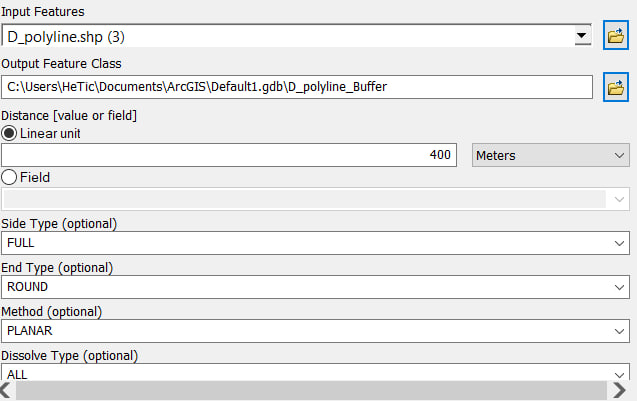 Input Features
D_polyline.shp (3)
Output Feature Class
C:\Users\HeTic\Documents\ArcGIS\Default1.gdb\D_polyline_Buffer
Distance [value or field]
Linear unit
400 Meters
Field
Side Type (optional)
FULL
End Type (optional)
ROUND
Method (optional)
PLANAR
Dissolve Type (optional)
ALL